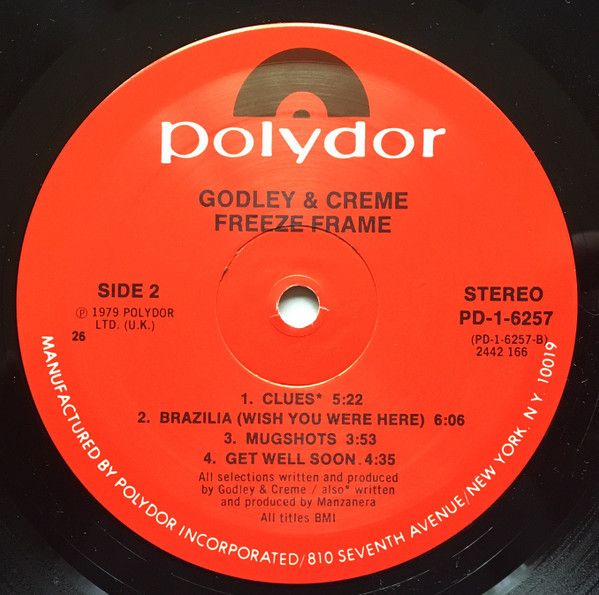 polydor
GODLEY & CREME
FREEZE FRAME
SIDE 2
℗ 1979 POLYDOR
LTD. (U.K.)
26
STEREO
PD-1-6257
(PD-1-6257-B)
2442 166
1. CLUES* 5:22
2. BRAZILIA (WISH YOU WERE HERE) 6:06
3. MUGSHOTS 3:53
4. GET WELL SOON 4:35
All selections written and produced
by Godley & Creme / also* written
and produced by Manzanera
All titles BMI
MANUFACTURED BY POLYDOR INCORPORATED/810 SEVENTH AVENUE/NEW YORK, N.Y. 10019